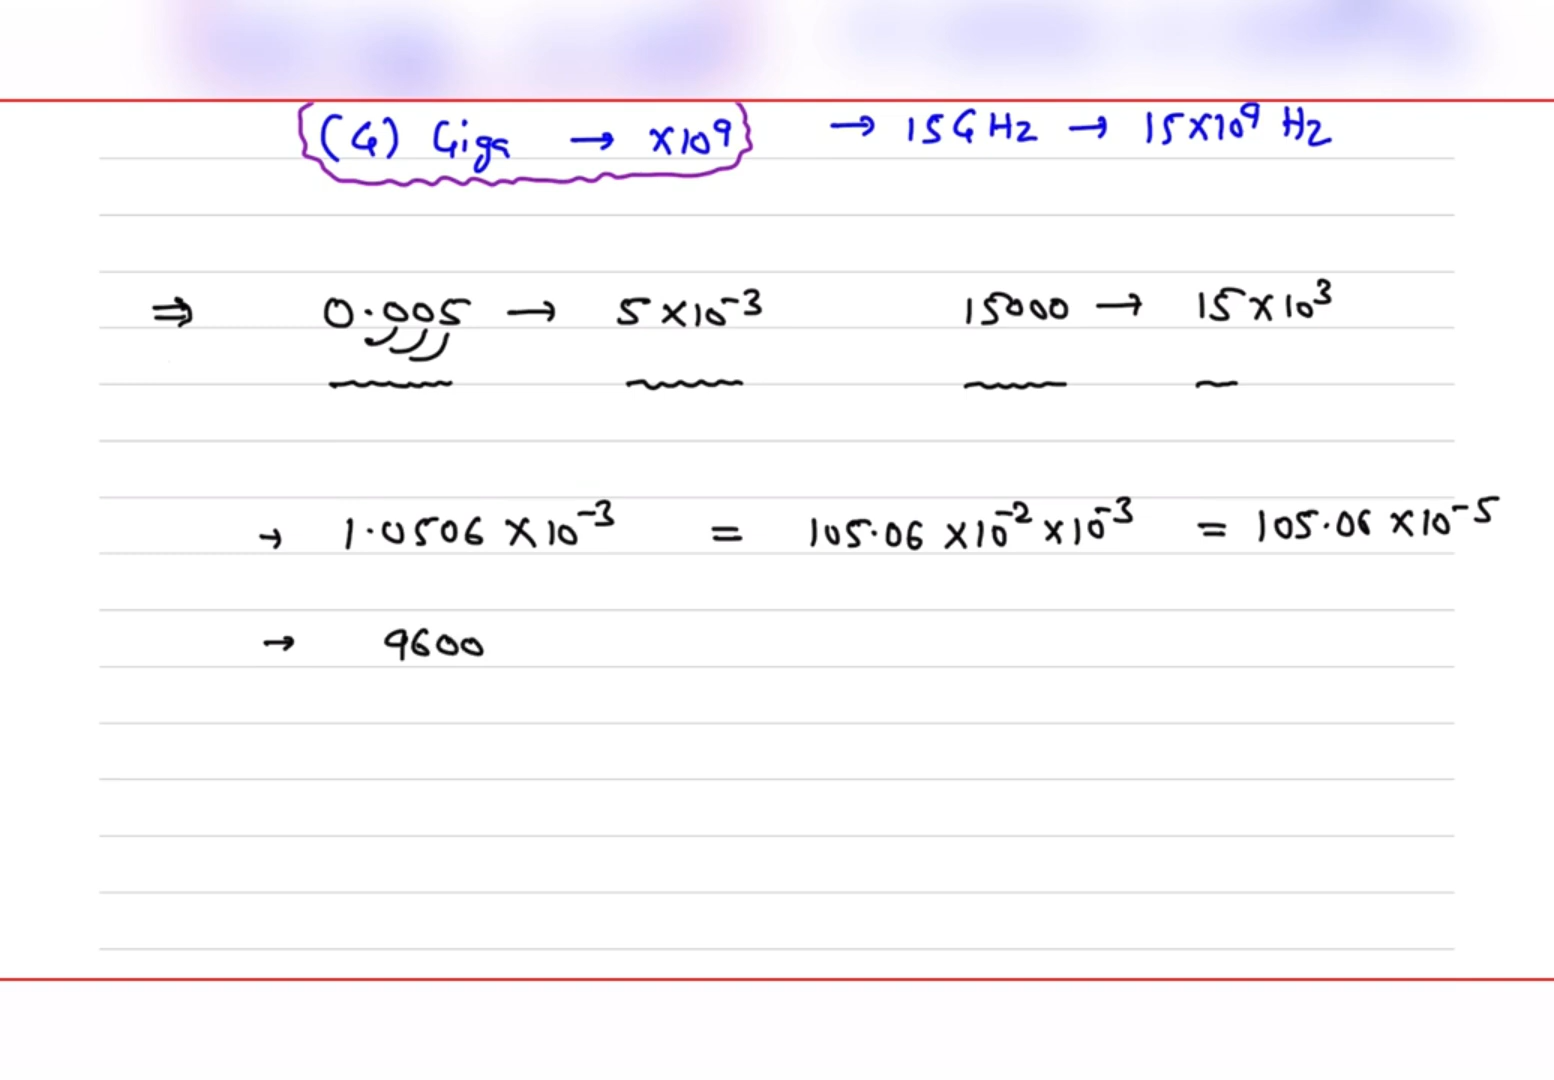 (G) Giga → ×10⁹ → 15 G Hz → 15×10⁹ Hz
⇒ 0.005 → 5×10⁻³ 15000 → 15×10³
→ 1.0506 ×10⁻³ = 105.06 ×10⁻² ×10⁻³ = 105.06 ×10⁻⁵
→ 9600